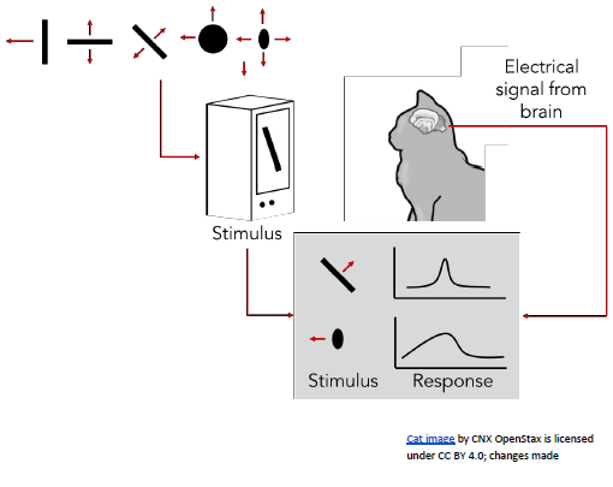 Electrical
signal from
brain
Stimulus
Stimulus Response
Cat image by CNX OpenStax is licensed
under CC BY 4.0; changes made